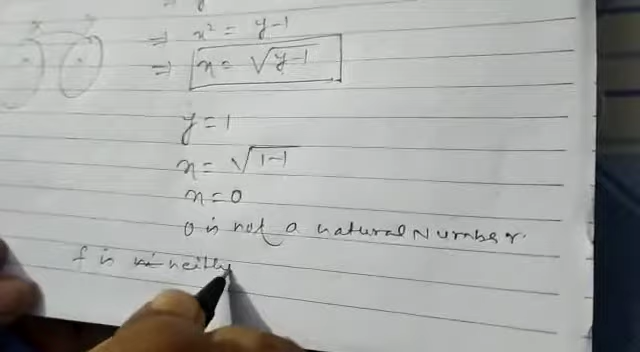 ⇒ x² = y-1
⇒ x = √y-1
y = 1
x = √1-1
x = 0
0 is not a natural Number.
f is neither